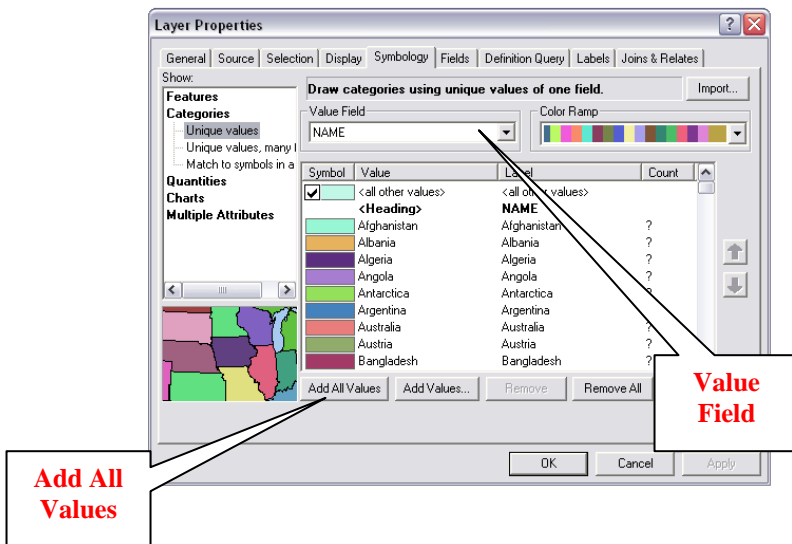 Layer Properties
General Source Selection Display Symbology Fields Definition Query Labels Joins & Relates
Show:
Features
Categories
Unique values
Unique values, many
Match to symbols in a
Quantities
Charts
Multiple Attributes
Draw categories using unique values of one field.
Import...
Value Field
NAME
Color Ramp
Symbol Value Label Count
<all other values> <all other values>
<Heading> NAME
Afghanistan Afghanistan ?
Albania Albania ?
Algeria Algeria ?
Angola Angola ?
Antarctica Antarctica ?
Argentina Argentina
Australia Australia ?
Austria Austria ?
Bangladesh Bangladesh ?
Add All Values Add Values... Remove Remove All
OK Cancel Apply
Value
Field
Add All
Values